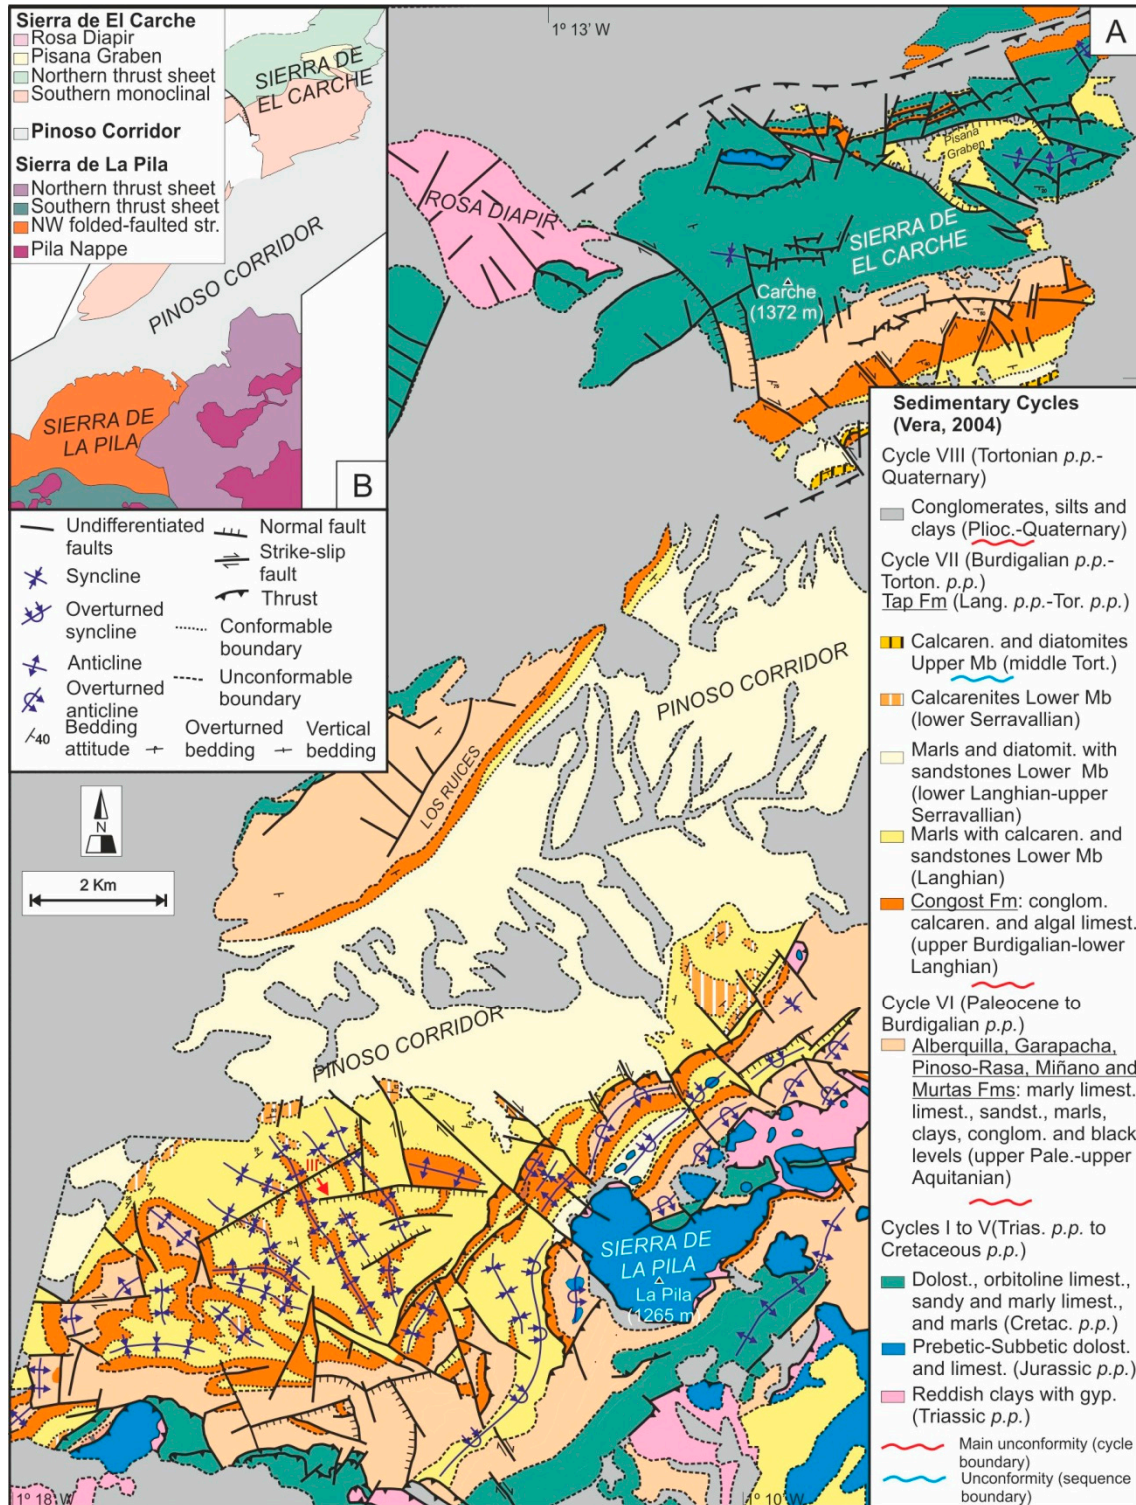 Sierra de El Carche
Rosa Diapir
Pisana Graben
Northern thrust sheet
Southern monoclinal
Pinoso Corridor
Sierra de La Pila
Northern thrust sheet
Southern thrust sheet
NW folded-faulted str.
Pila Nappe
SIERRA DE
EL CARCHE
PINOSO CORRIDOR
SIERRA DE
LA PILA
B
1º 13' W
A
ROSA DIAPIR
Pisana
Graben
SIERRA DE
EL CARCHE
Carche
(1372 m)
Undifferentiated
faults
Syncline
Overturned
syncline
Anticline
Overturned
anticline
40
Bedding
attitude
Normal fault
Strike-slip
fault
Thrust
Conformable
boundary
Unconformable
boundary
Overturned
bedding
Vertical
bedding
N
2 Km
LOS RUICES
PINOSO CORRIDOR
PINOSO CORRIDOR
III
SIERRA DE
LA PILA
La Pila
(1265 m)
1º 18' W
1º 10' W
Sedimentary Cycles
(Vera, 2004)
Cycle VIII (Tortonian p.p.-
Quaternary)
Conglomerates, silts and
clays (Plioc.-Quaternary)
Cycle VII (Burdigalian p.p.-
Torton. p.p.)
Tap Fm (Lang. p.p.-Tor. p.p.)
Calcaren. and diatomites
Upper Mb (middle Tort.)
Calcarenites Lower Mb
(lower Serravallian)
Marls and diatomit. with
sandstones Lower Mb
(lower Langhian-upper
Serravallian)
Marls with calcaren. and
sandstones Lower Mb
(Langhian)
Congost Fm: conglom.
calcaren. and algal limest.
(upper Burdigalian-lower
Langhian)
Cycle VI (Paleocene to
Burdigalian p.p.)
Alberquilla, Garapacha,
Pinoso-Rasa, Miñano and
Murtas Fms: marly limest.
limest., sandst., marls,
clays, conglom. and black
levels (upper Pale.-upper
Aquitanian)
Cycles I to V(Trias. p.p. to
Cretaceous p.p.)
Dolost., orbitoline limest.,
sandy and marly limest.,
and marls (Cretac. p.p.)
Prebetic-Subbetic dolost.
and limest. (Jurassic p.p.)
Reddish clays with gyp.
(Triassic p.p.)
Main unconformity (cycle
boundary)
Unconformity (sequence
boundary)